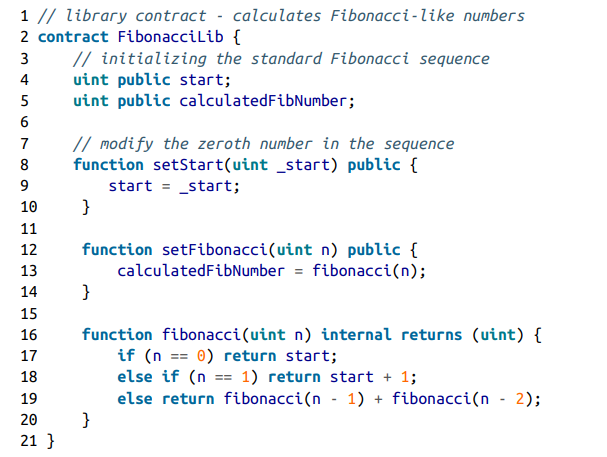 1 // library contract - calculates Fibonacci-like numbers
2 contract FibonacciLib {
3     // initializing the standard Fibonacci sequence
4     uint public start;
5     uint public calculatedFibNumber;
6
7     // modify the zeroth number in the sequence
8     function setStart(uint _start) public {
9         start = _start;
10     }
11
12     function setFibonacci(uint n) public {
13         calculatedFibNumber = fibonacci(n);
14     }
15
16     function fibonacci(uint n) internal returns (uint) {
17         if (n == 0) return start;
18         else if (n == 1) return start + 1;
19         else return fibonacci(n - 1) + fibonacci(n - 2);
20     }
21 }